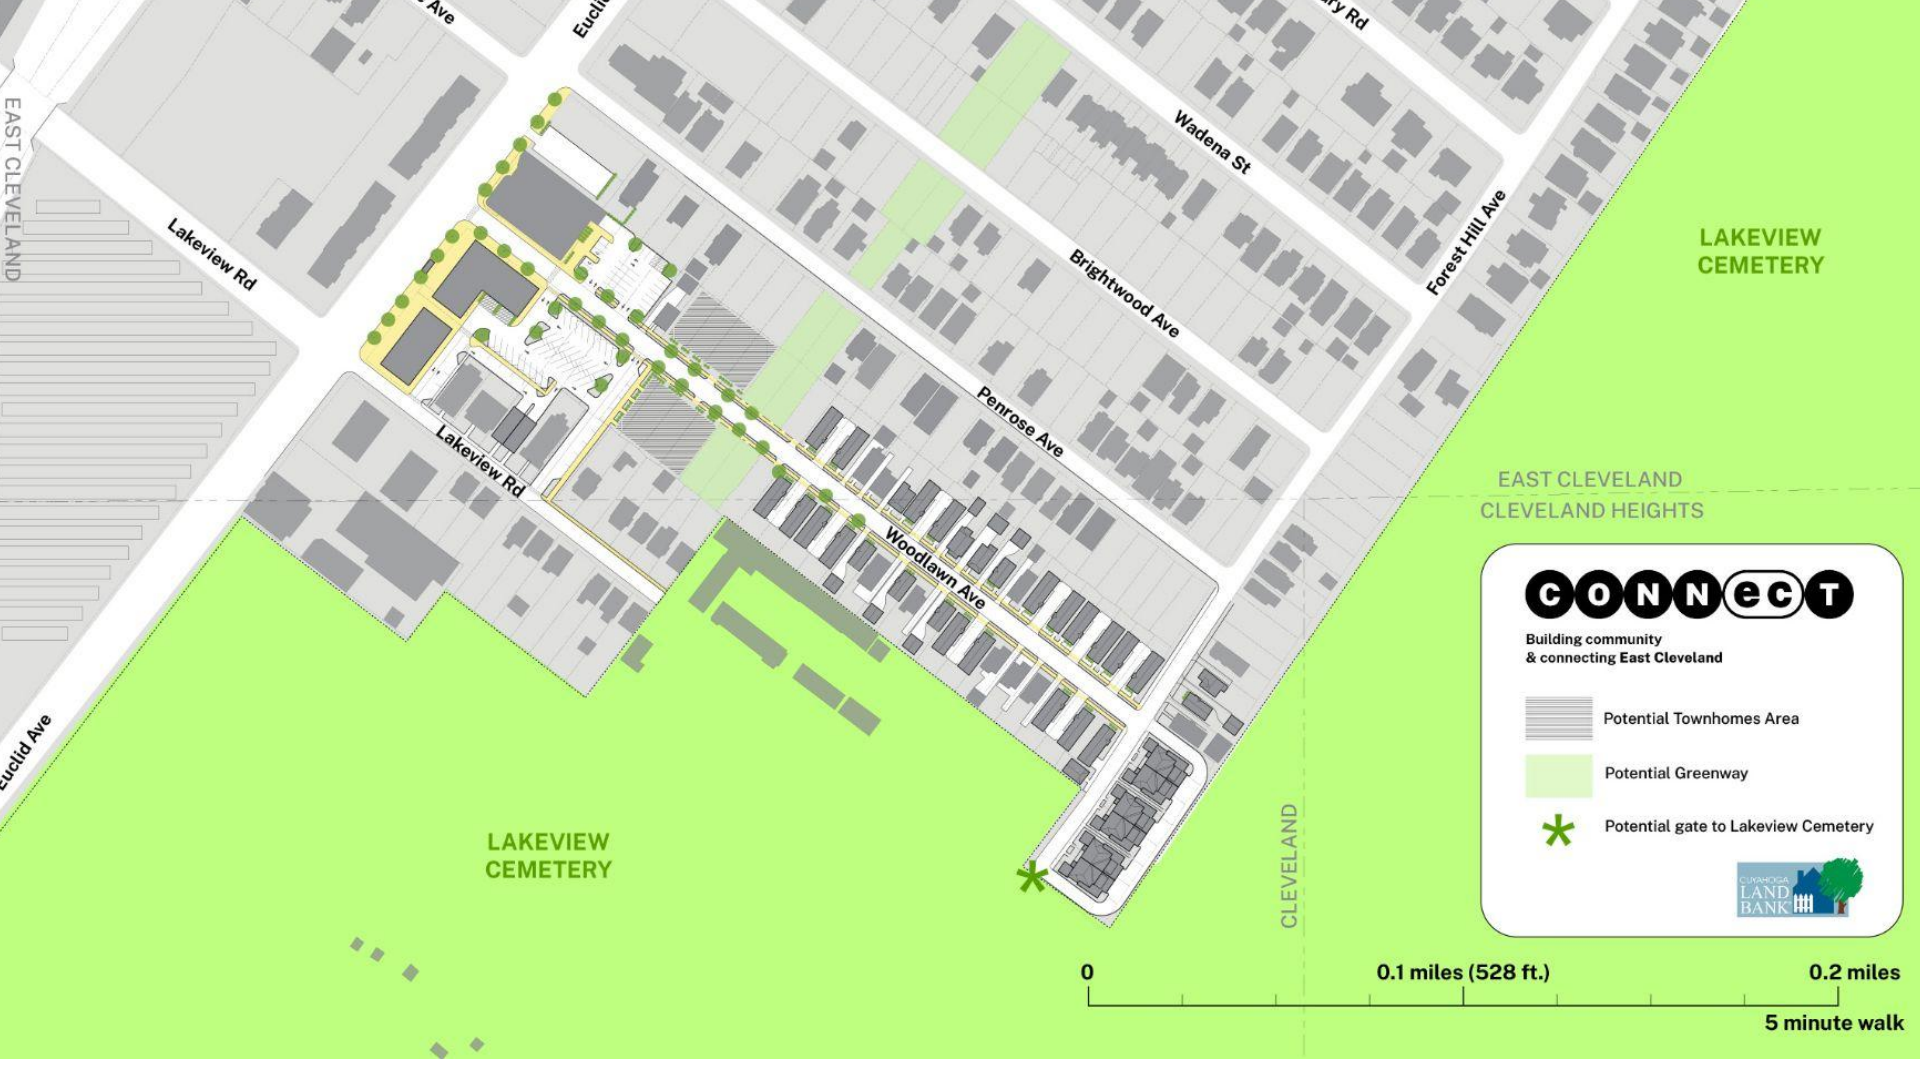 Ave
ry Rd
EAST CLEVELAND
Lakeview Rd
Wadena St
Forest Hill Ave
LAKEVIEW
CEMETERY
Brightwood Ave
Penrose Ave
Lakeview Rd
EAST CLEVELAND
CLEVELAND HEIGHTS
Woodlawn Ave
CONNeCT
Building community
& connecting East Cleveland
Potential Townhomes Area
Potential Greenway
Potential gate to Lakeview Cemetery
CUYAHOGA
LAND
BANK
Euclid Ave
LAKEVIEW
CEMETERY
CLEVELAND
0
0.1 miles (528 ft.)
0.2 miles
5 minute walk